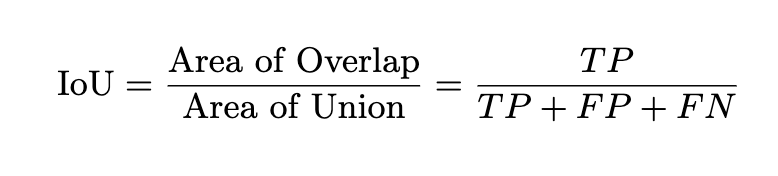 IoU = Area of Overlap / Area of Union = TP / TP + FP + FN